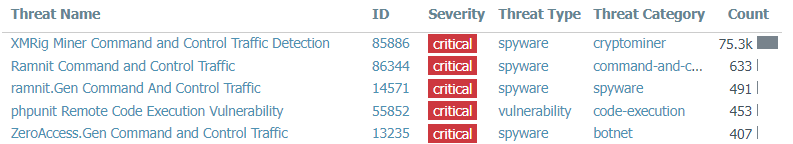 Threat Name ID Severity Threat Type Threat Category Count
XMRig Miner Command and Control Traffic Detection 85886 critical spyware cryptominer 75.3k
Ramnit Command and Control Traffic 86344 critical spyware command-and-c... 633
ramnit.Gen Command And Control Traffic 14571 critical spyware spyware 491
phpunit Remote Code Execution Vulnerability 55852 critical vulnerability code-execution 453
ZeroAccess.Gen Command and Control Traffic 13235 critical spyware botnet 407